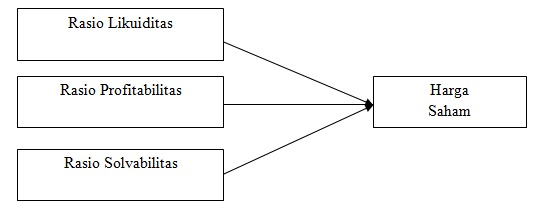 Rasio Likuiditas
Rasio Profitabilitas
Harga
Saham
Rasio Solvabilitas